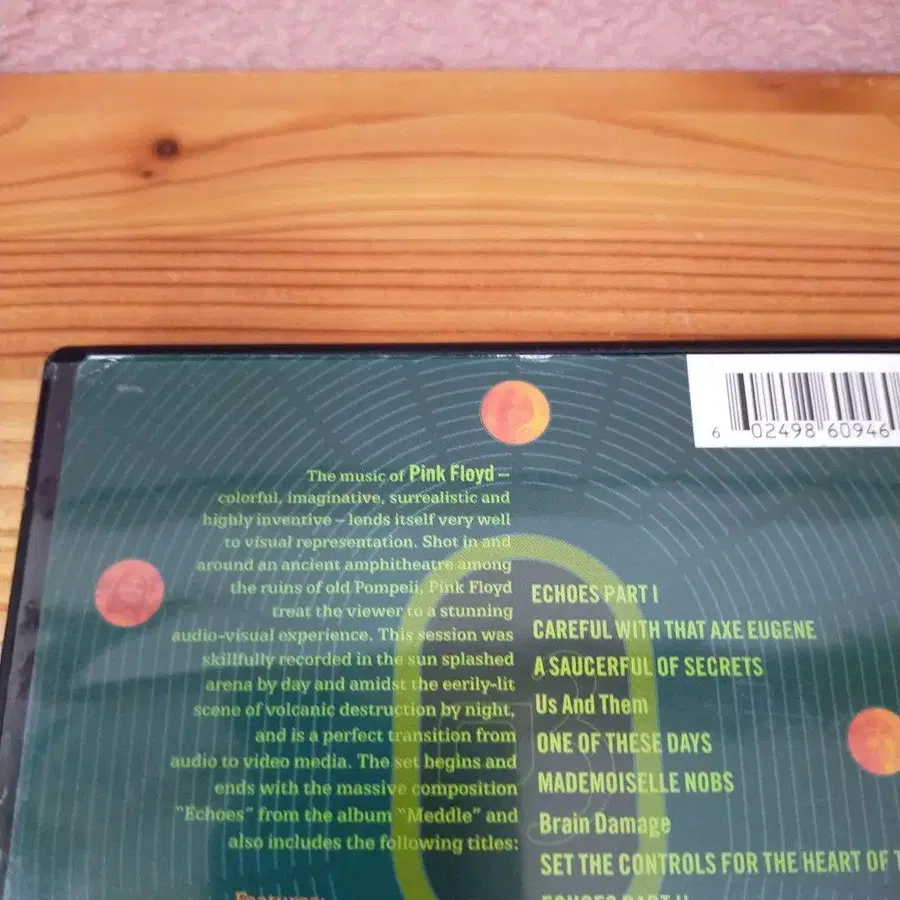 6 02498 60946
The music of Pink Floyd –
colorful, imaginative, surrealistic and
highly inventive – lends itself very well
to visual representation. Shot in and
around an ancient amphitheatre among
the ruins of old Pompeii, Pink Floyd
treat the viewer to a stunning
audio-visual experience. This session was
skillfully recorded in the sun splashed
arena by day and amidst the eerily-lit
scene of volcanic destruction by night,
and is a perfect transition from
audio to video media. The set begins and
ends with the massive composition
"Echoes" from the album "Meddle" and
also includes the following titles:
Features:
ECHOES PART I
CAREFUL WITH THAT AXE EUGENE
A SAUCERFUL OF SECRETS
Us And Them
ONE OF THESE DAYS
MADEMOISELLE NOBS
Brain Damage
SET THE CONTROLS FOR THE HEART OF T
ECHOES PART II